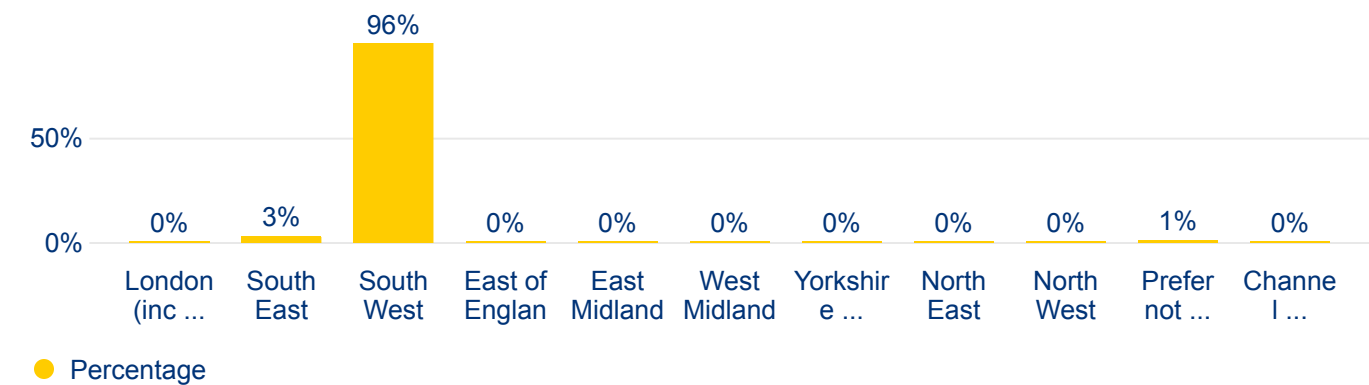 96%
50%
0% 3% 0% 0% 0% 0% 0% 0% 1% 0%
0%
London South South East of East West Yorkshir North North Prefer Channe
(inc ... East West Englan Midland Midland e ... East West not ... l ...
Percentage